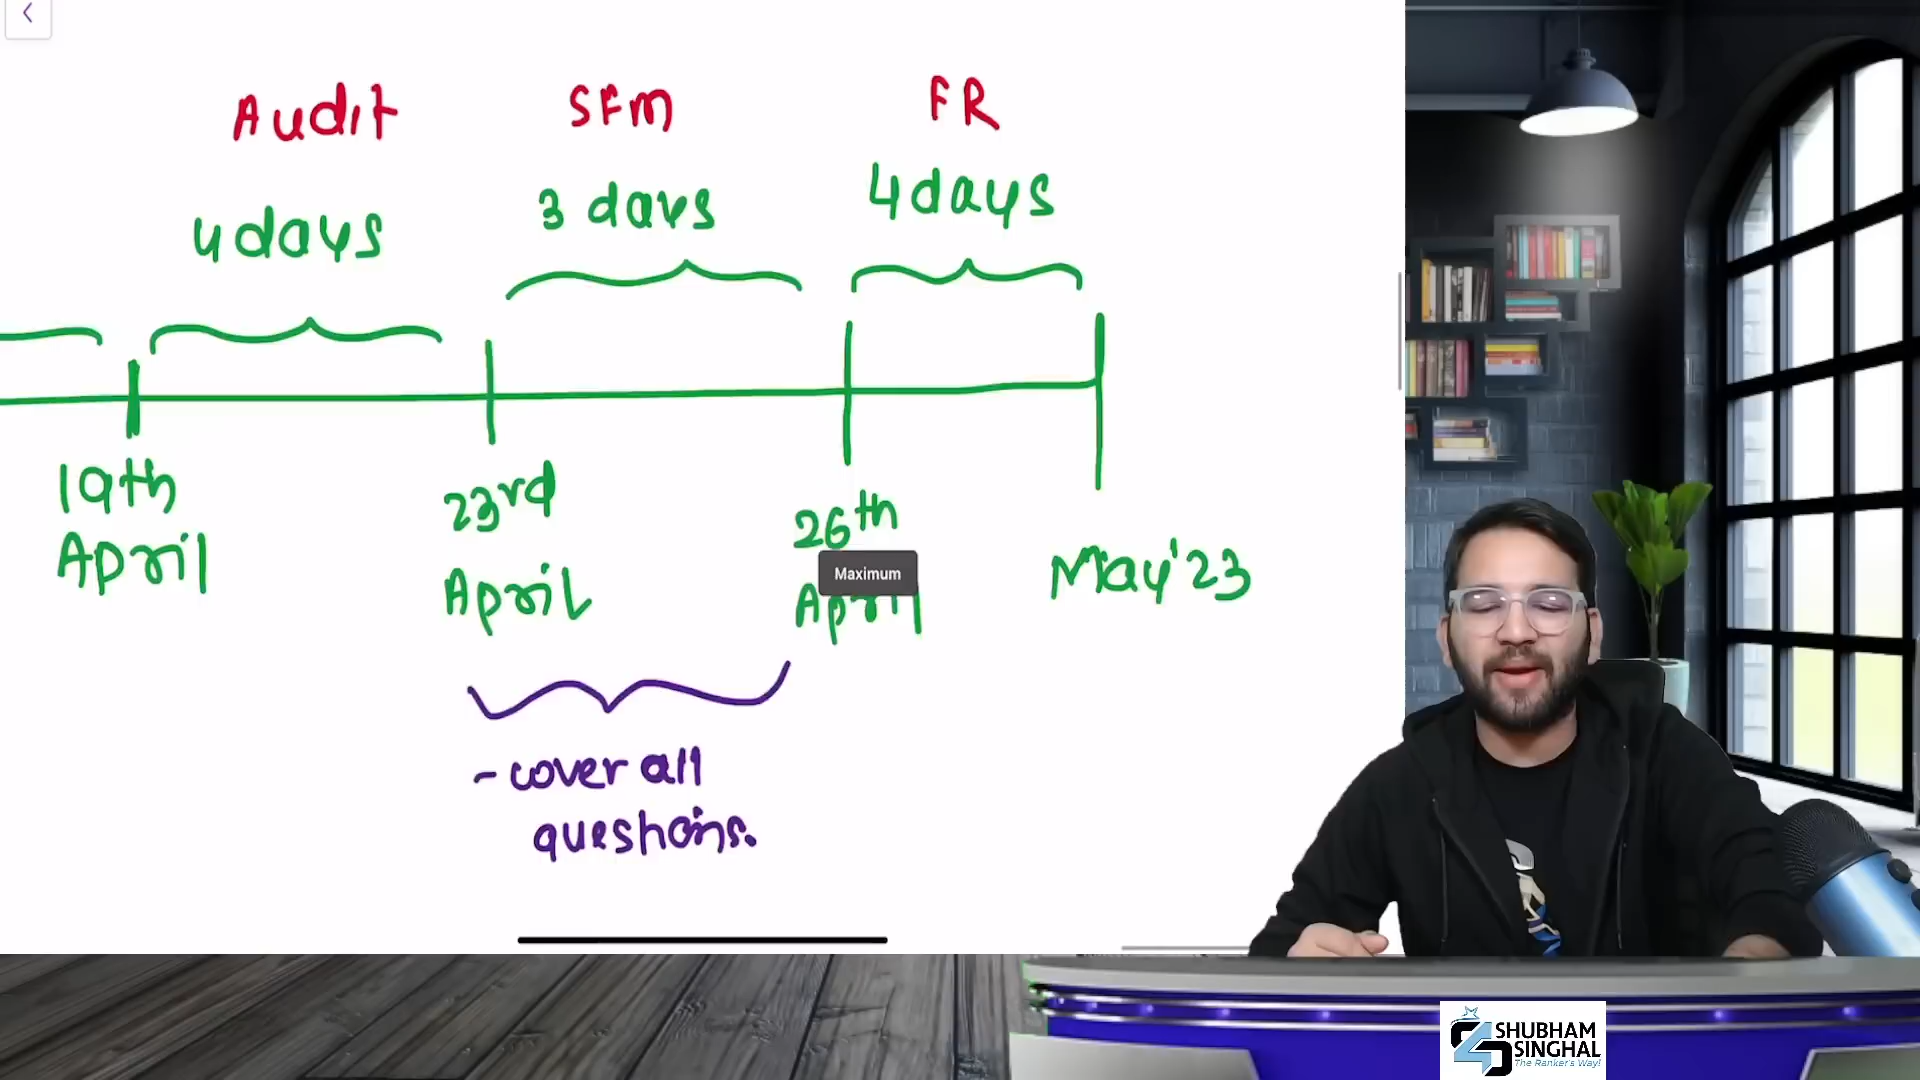 Audit
SFM
FR
4days
3 days
4days
19th
April
23rd
April
26th
April
Maximum
May'23
- cover all
questions.
SHUBHAM
SINGHAL
The Ranker's Way!